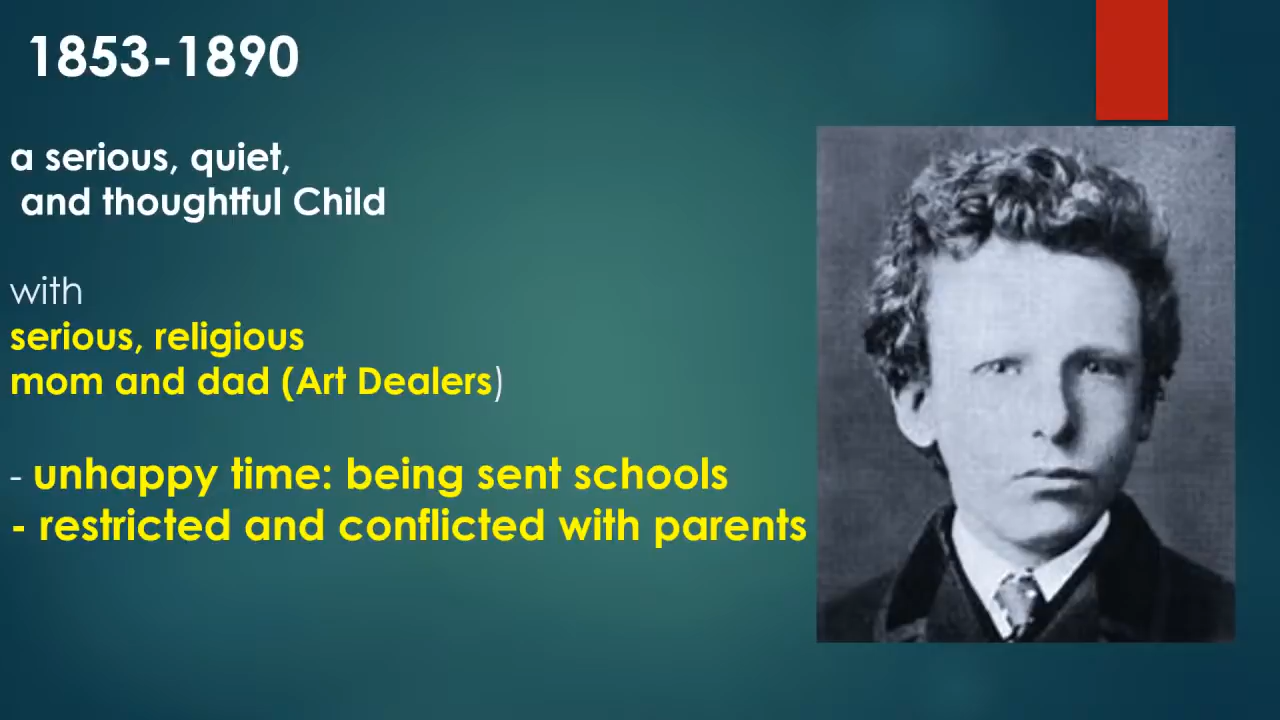 1853-1890
a serious, quiet,
and thoughtful Child
with
serious, religious
mom and dad (Art Dealers)
- unhappy time: being sent schools
- restricted and conflicted with parents